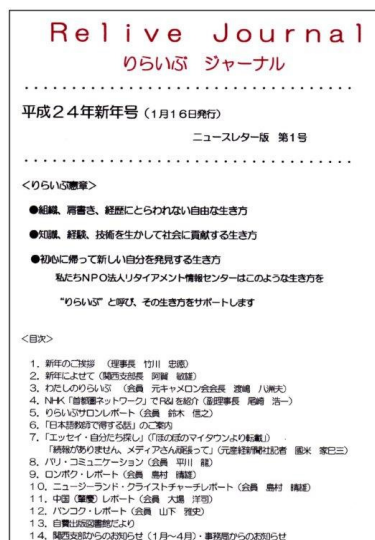 Relive Journal
りらいぶ ジャーナル
平成24年新年号(1月16日発行)
ニュースレター版 第1号
<りらいぶ憲章>
●組織、肩書き、経歴にとらわれない自由な生き方
●知識、経験、技術を生かして社会に貢献する生き方
●初心に帰って新しい自分を発見する生き方
私たちNPO法人リタイアメント情報センターはこのような生き方を
“りらいぶ” と呼び、その生き方をサポートします
<目次>
1. 新年のご挨拶 (理事長 竹川 忠原)
2. 新年によせて (関西支部長 阿賀 敏雄)
3. わたしのりらいぶ (会員 元キャメロン会会長 渡嶋 八)
4. NHK「首都圏ネットワーク」でR&Iを紹介 (副理事長 尾崎 浩一)
5. りらいぶサロンレポート (会員 鈴木 信之)
6. 「日本語教師で得する話」のご案内
7. 「エッセイ・自分たち探し」(「ほのぼのマイタウンより転載」)
「続報がありません、メディアさん頑張って」(元産経新聞社記者 國米 家巳三)
8. バリ・コミュニケーション (会員 平川 龍)
9. ロンボク・レポート (会員 島村 晴雄)
10. ニュージーランド・クライストチャーチレポート (会員 島村 晴雄)
11. 中国(肇慶)レポート (会員 大場 洋司)
12. バンコク・レポート (会員 山下 雅史)
13. 自費出版図書館だより
14. 関西支部からのお知らせ (1月~4月)・事務局からのお知らせ